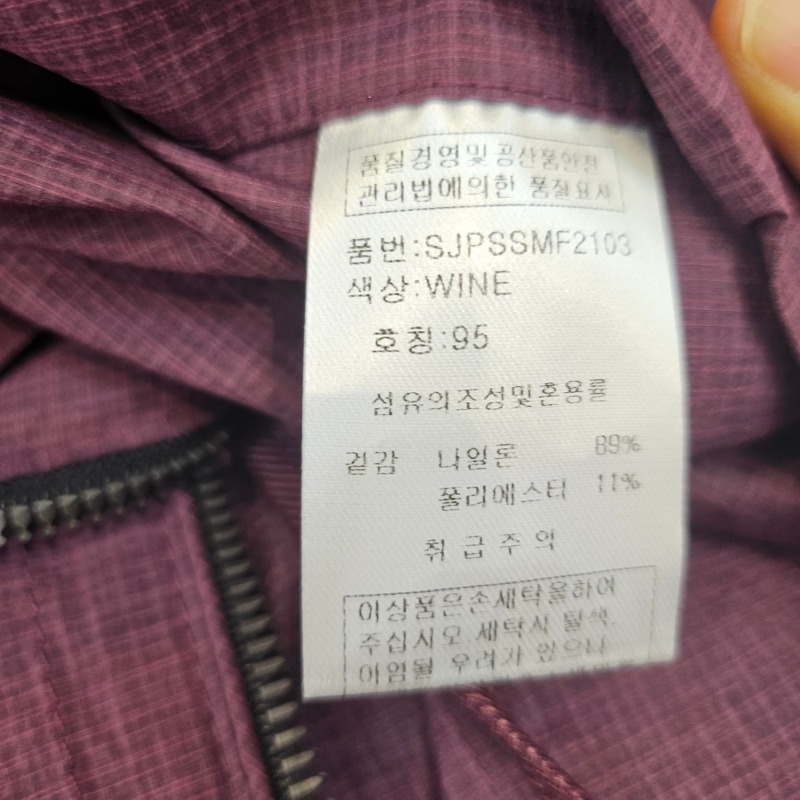 품질경영및공산품안전
관리법에의한 품질표시
품번:SJPSSMF2103
색상:WINE
호칭:95
섬유의조성및혼용률
겉감 나일론 89%
폴리에스터 11%
취급주의
이상품은손세탁을하여
주십시오.세탁시 탈색,
이염될 우려가 있으니